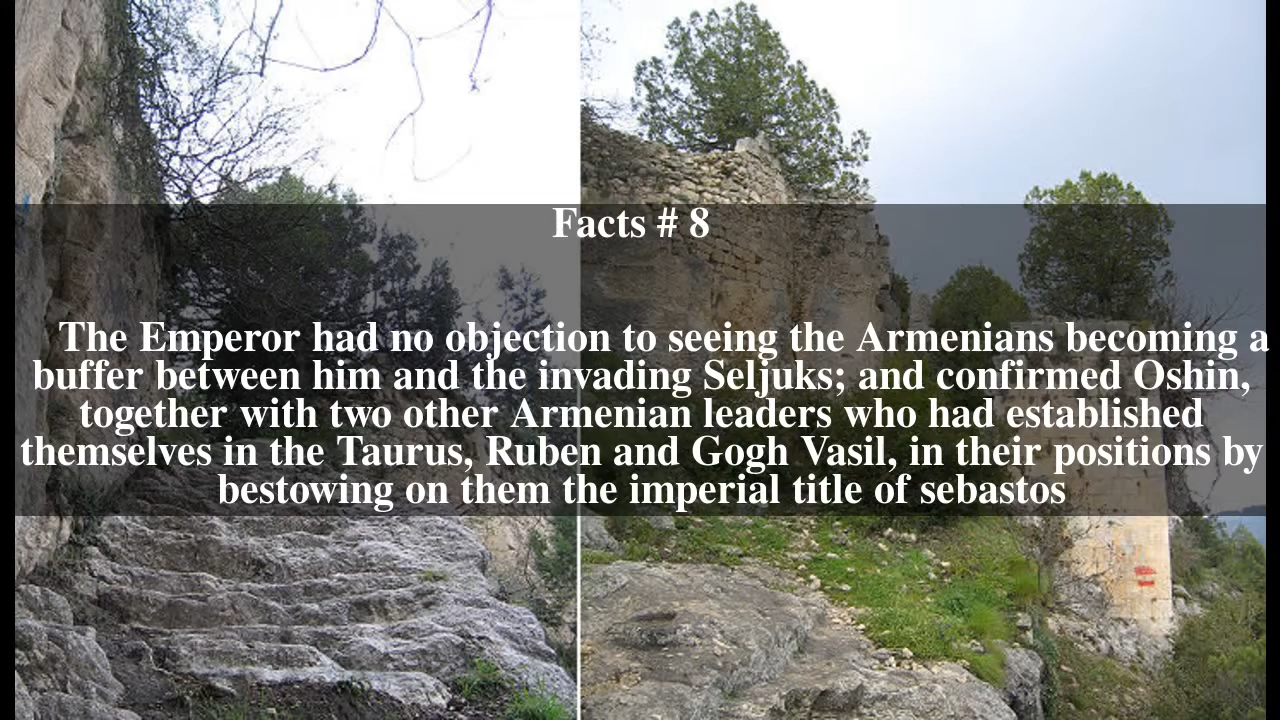 Facts # 8
The Emperor had no objection to seeing the Armenians becoming a
buffer between him and the invading Seljuks; and confirmed Oshin,
together with two other Armenian leaders who had established
themselves in the Taurus, Ruben and Gogh Vasil, in their positions by
bestowing on them the imperial title of sebastos